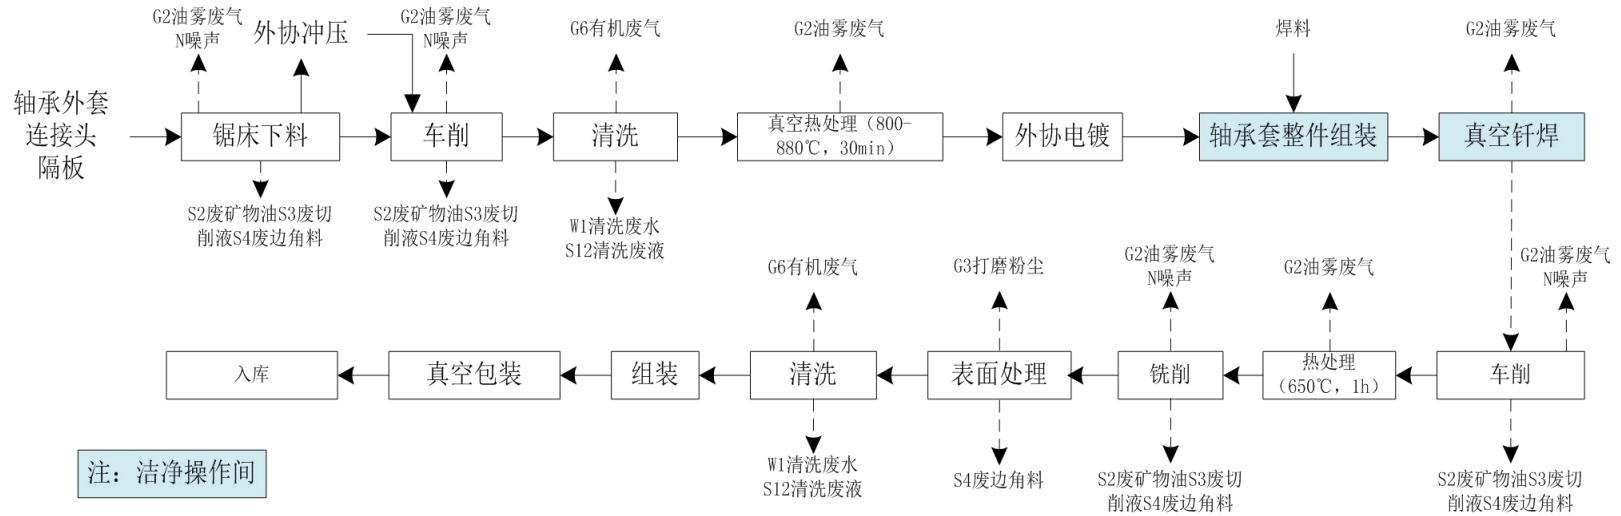 G2油雾废气
N噪声
外协冲压
G2油雾废气
N噪声
G6有机废气
G2油雾废气
焊料
G2油雾废气
轴承外套
连接头
隔板
锯床下料
车削
清洗
真空热处理（800-
880℃，30min）
外协电镀
轴承套整件组装
真空钎焊
S2废矿物油S3废切
削液S4废边角料
S2废矿物油S3废切
削液S4废边角料
W1清洗废水
S12清洗废液
G6有机废气
G3打磨粉尘
G2油雾废气
N噪声
G2油雾废气
G2油雾废气
N噪声
入库
真空包装
组装
清洗
表面处理
铣削
热处理
（650℃，1h）
车削
W1清洗废水
S12清洗废液
S4废边角料
S2废矿物油S3废切
削液S4废边角料
S2废矿物油S3废切
削液S4废边角料
注：洁净操作间